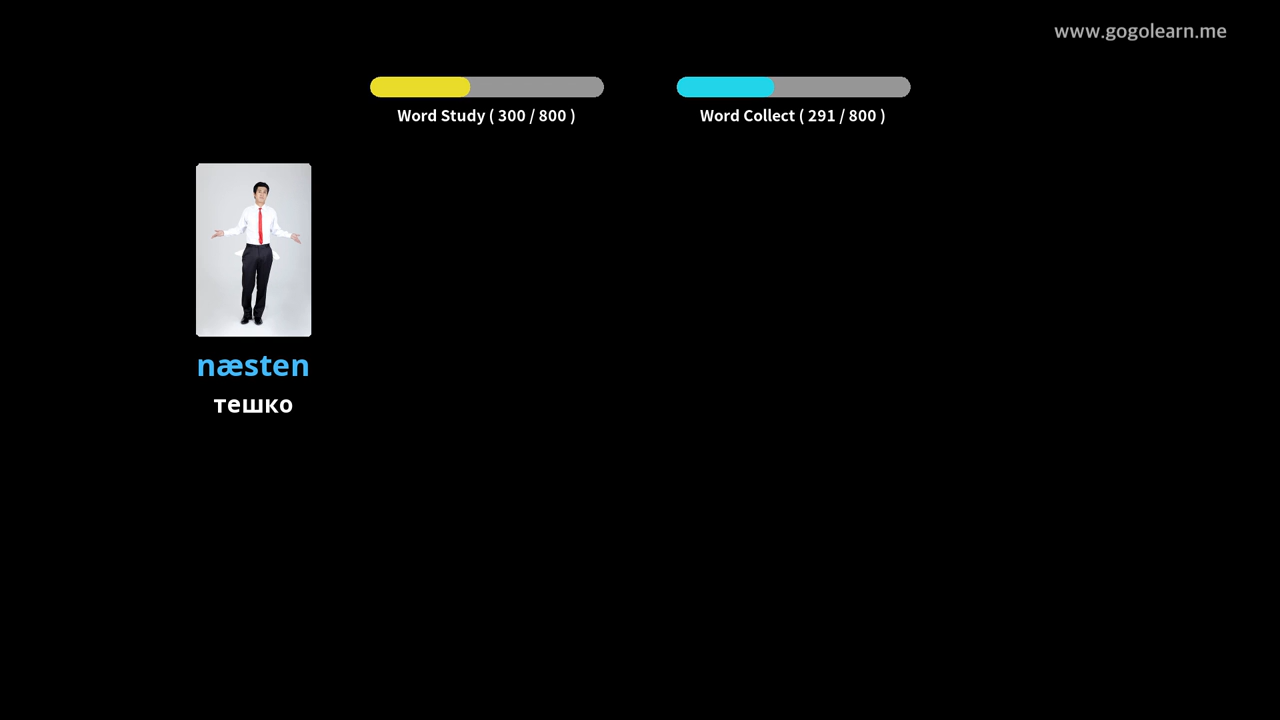 www.gogolearn.me
Word Study ( 300 / 800 )
Word Collect ( 291 / 800 )
næsten
тешко